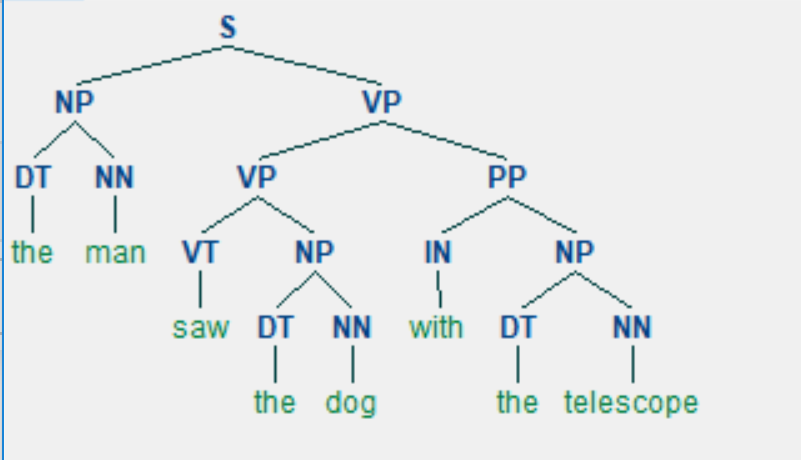 S
NP VP
DT NN VP PP
the man VT NP IN NP
saw DT NN with DT NN
the dog the telescope